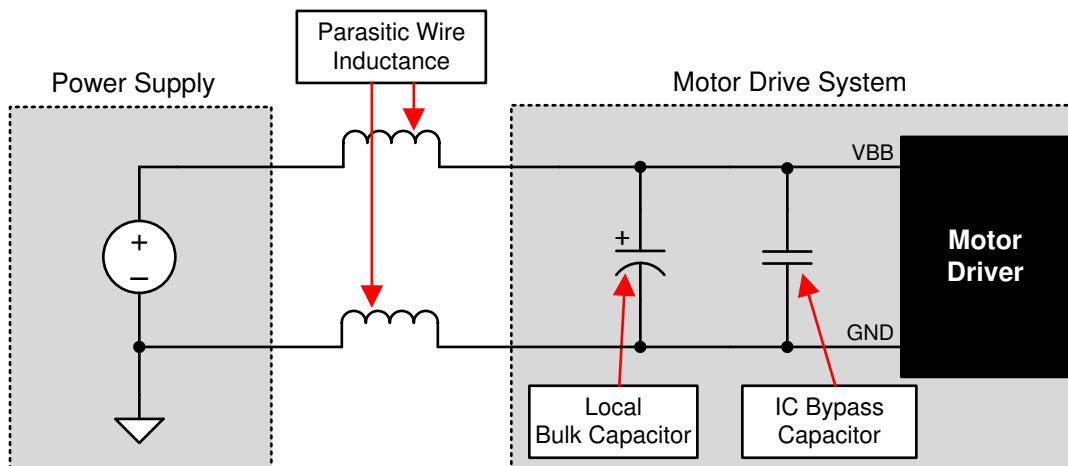 Parasitic Wire
Inductance
Power Supply
Motor Drive System
VBB
+
–
+
Motor
Driver
GND
Local
Bulk Capacitor
IC Bypass
Capacitor